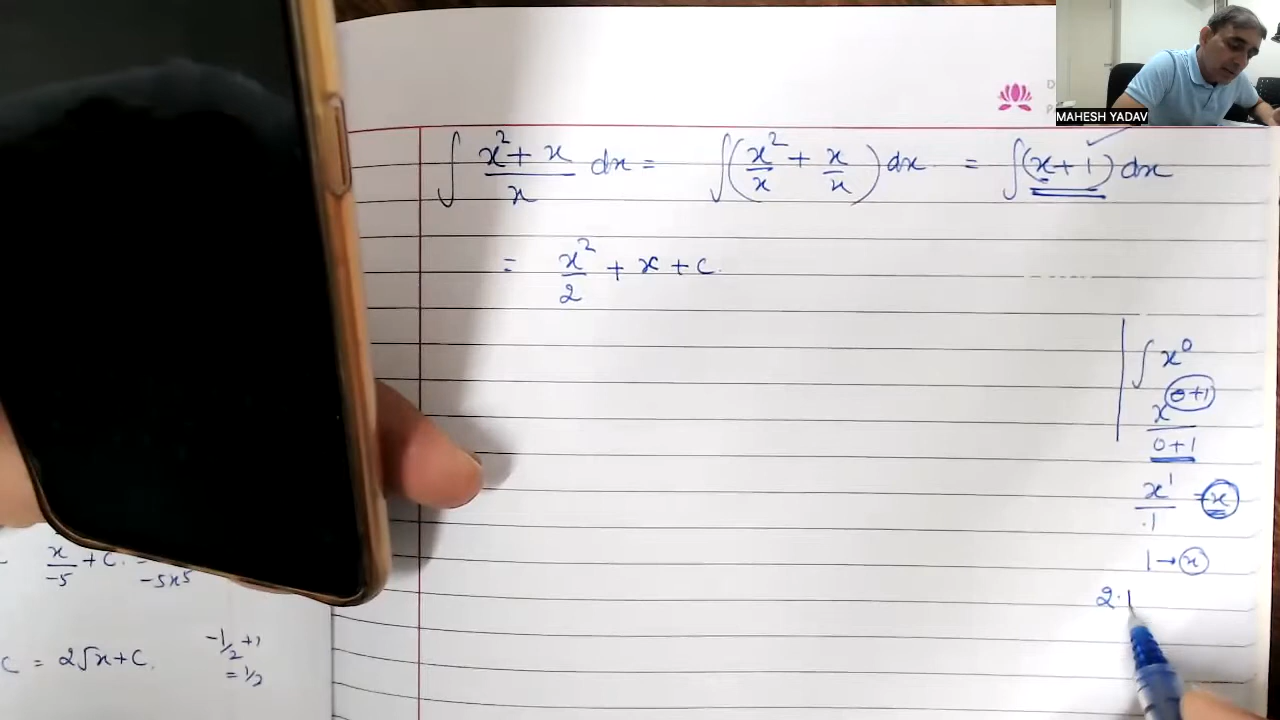 MAHESH YADAV
∫ (x² + x)/x dx = ∫ (x²/x + x/x) dx = ∫ (x + 1) dx
= x²/2 + x + c
∫ x⁰
x^(0+1)/(0+1)
x¹/1 = x
1 → x
2·1
x/-5 + C.
-5x⁵
C = 2√x + C.
-1/2 + 1
= 1/2